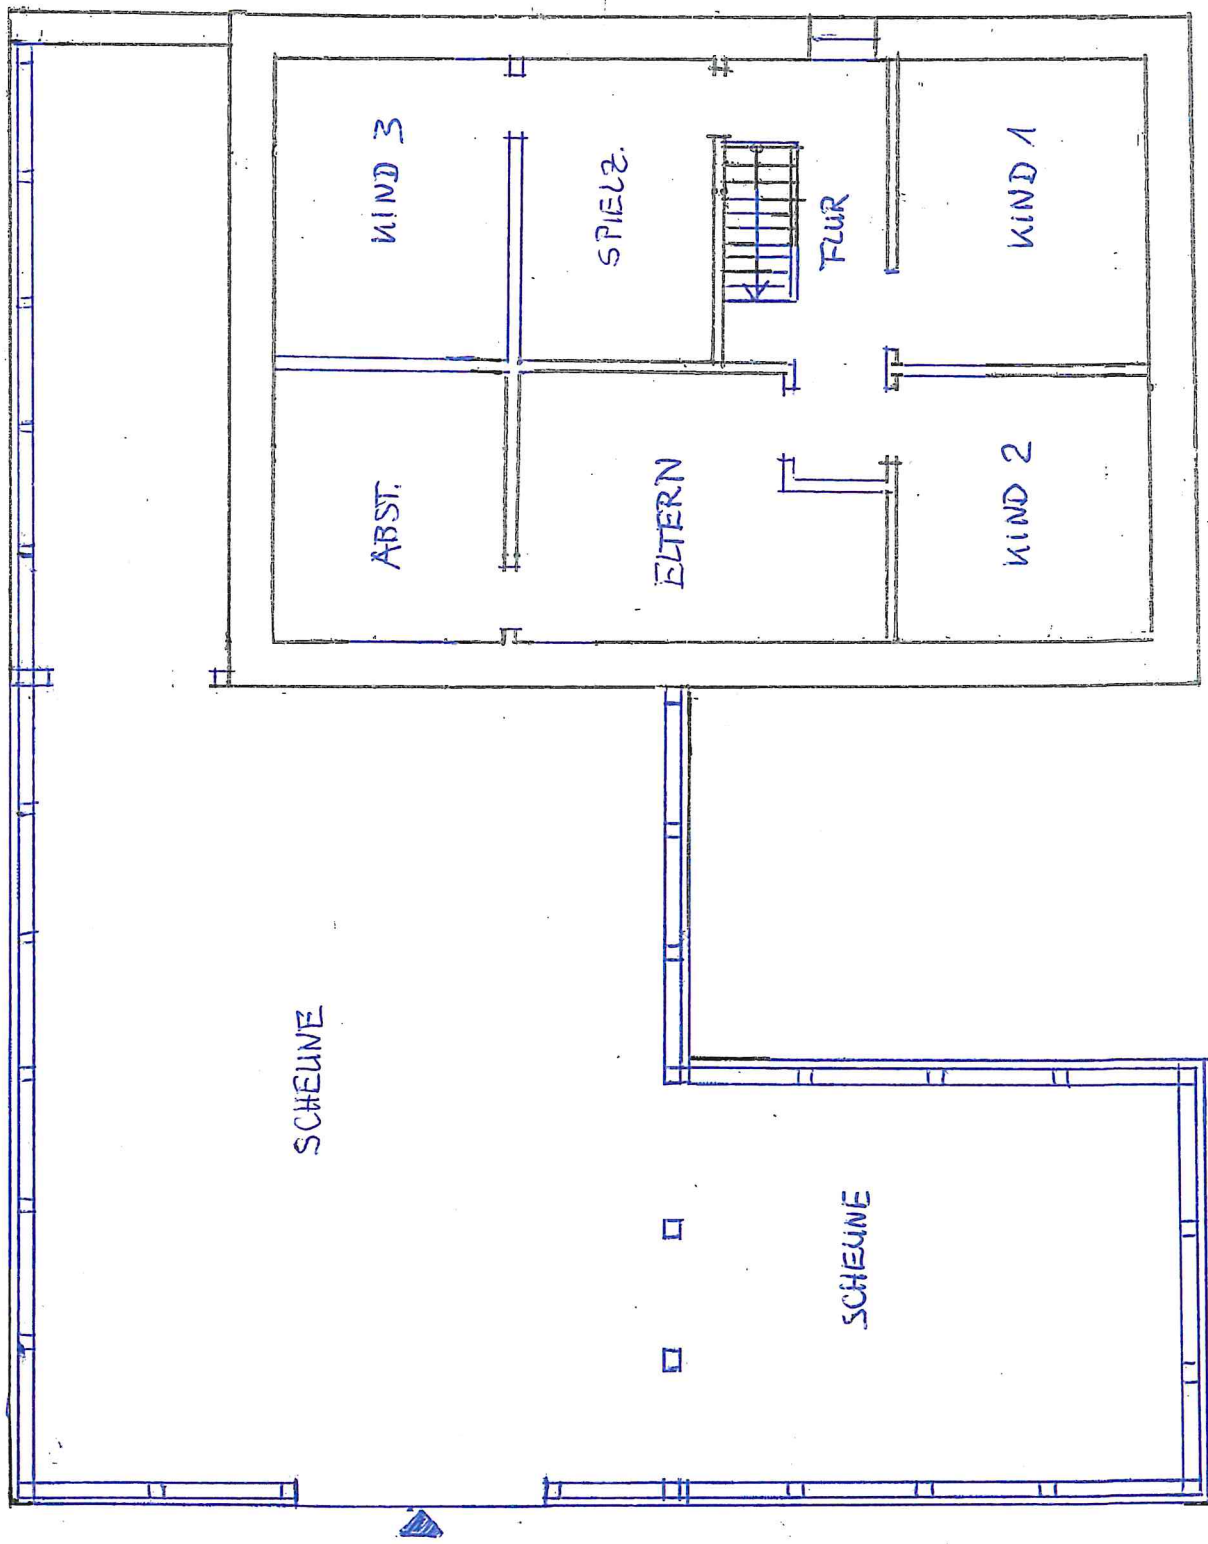 KIND 3
SPIELZ.
FLUR
KIND 1
ABST.
ELTERN
KIND 2
SCHEUNE
SCHEUNE